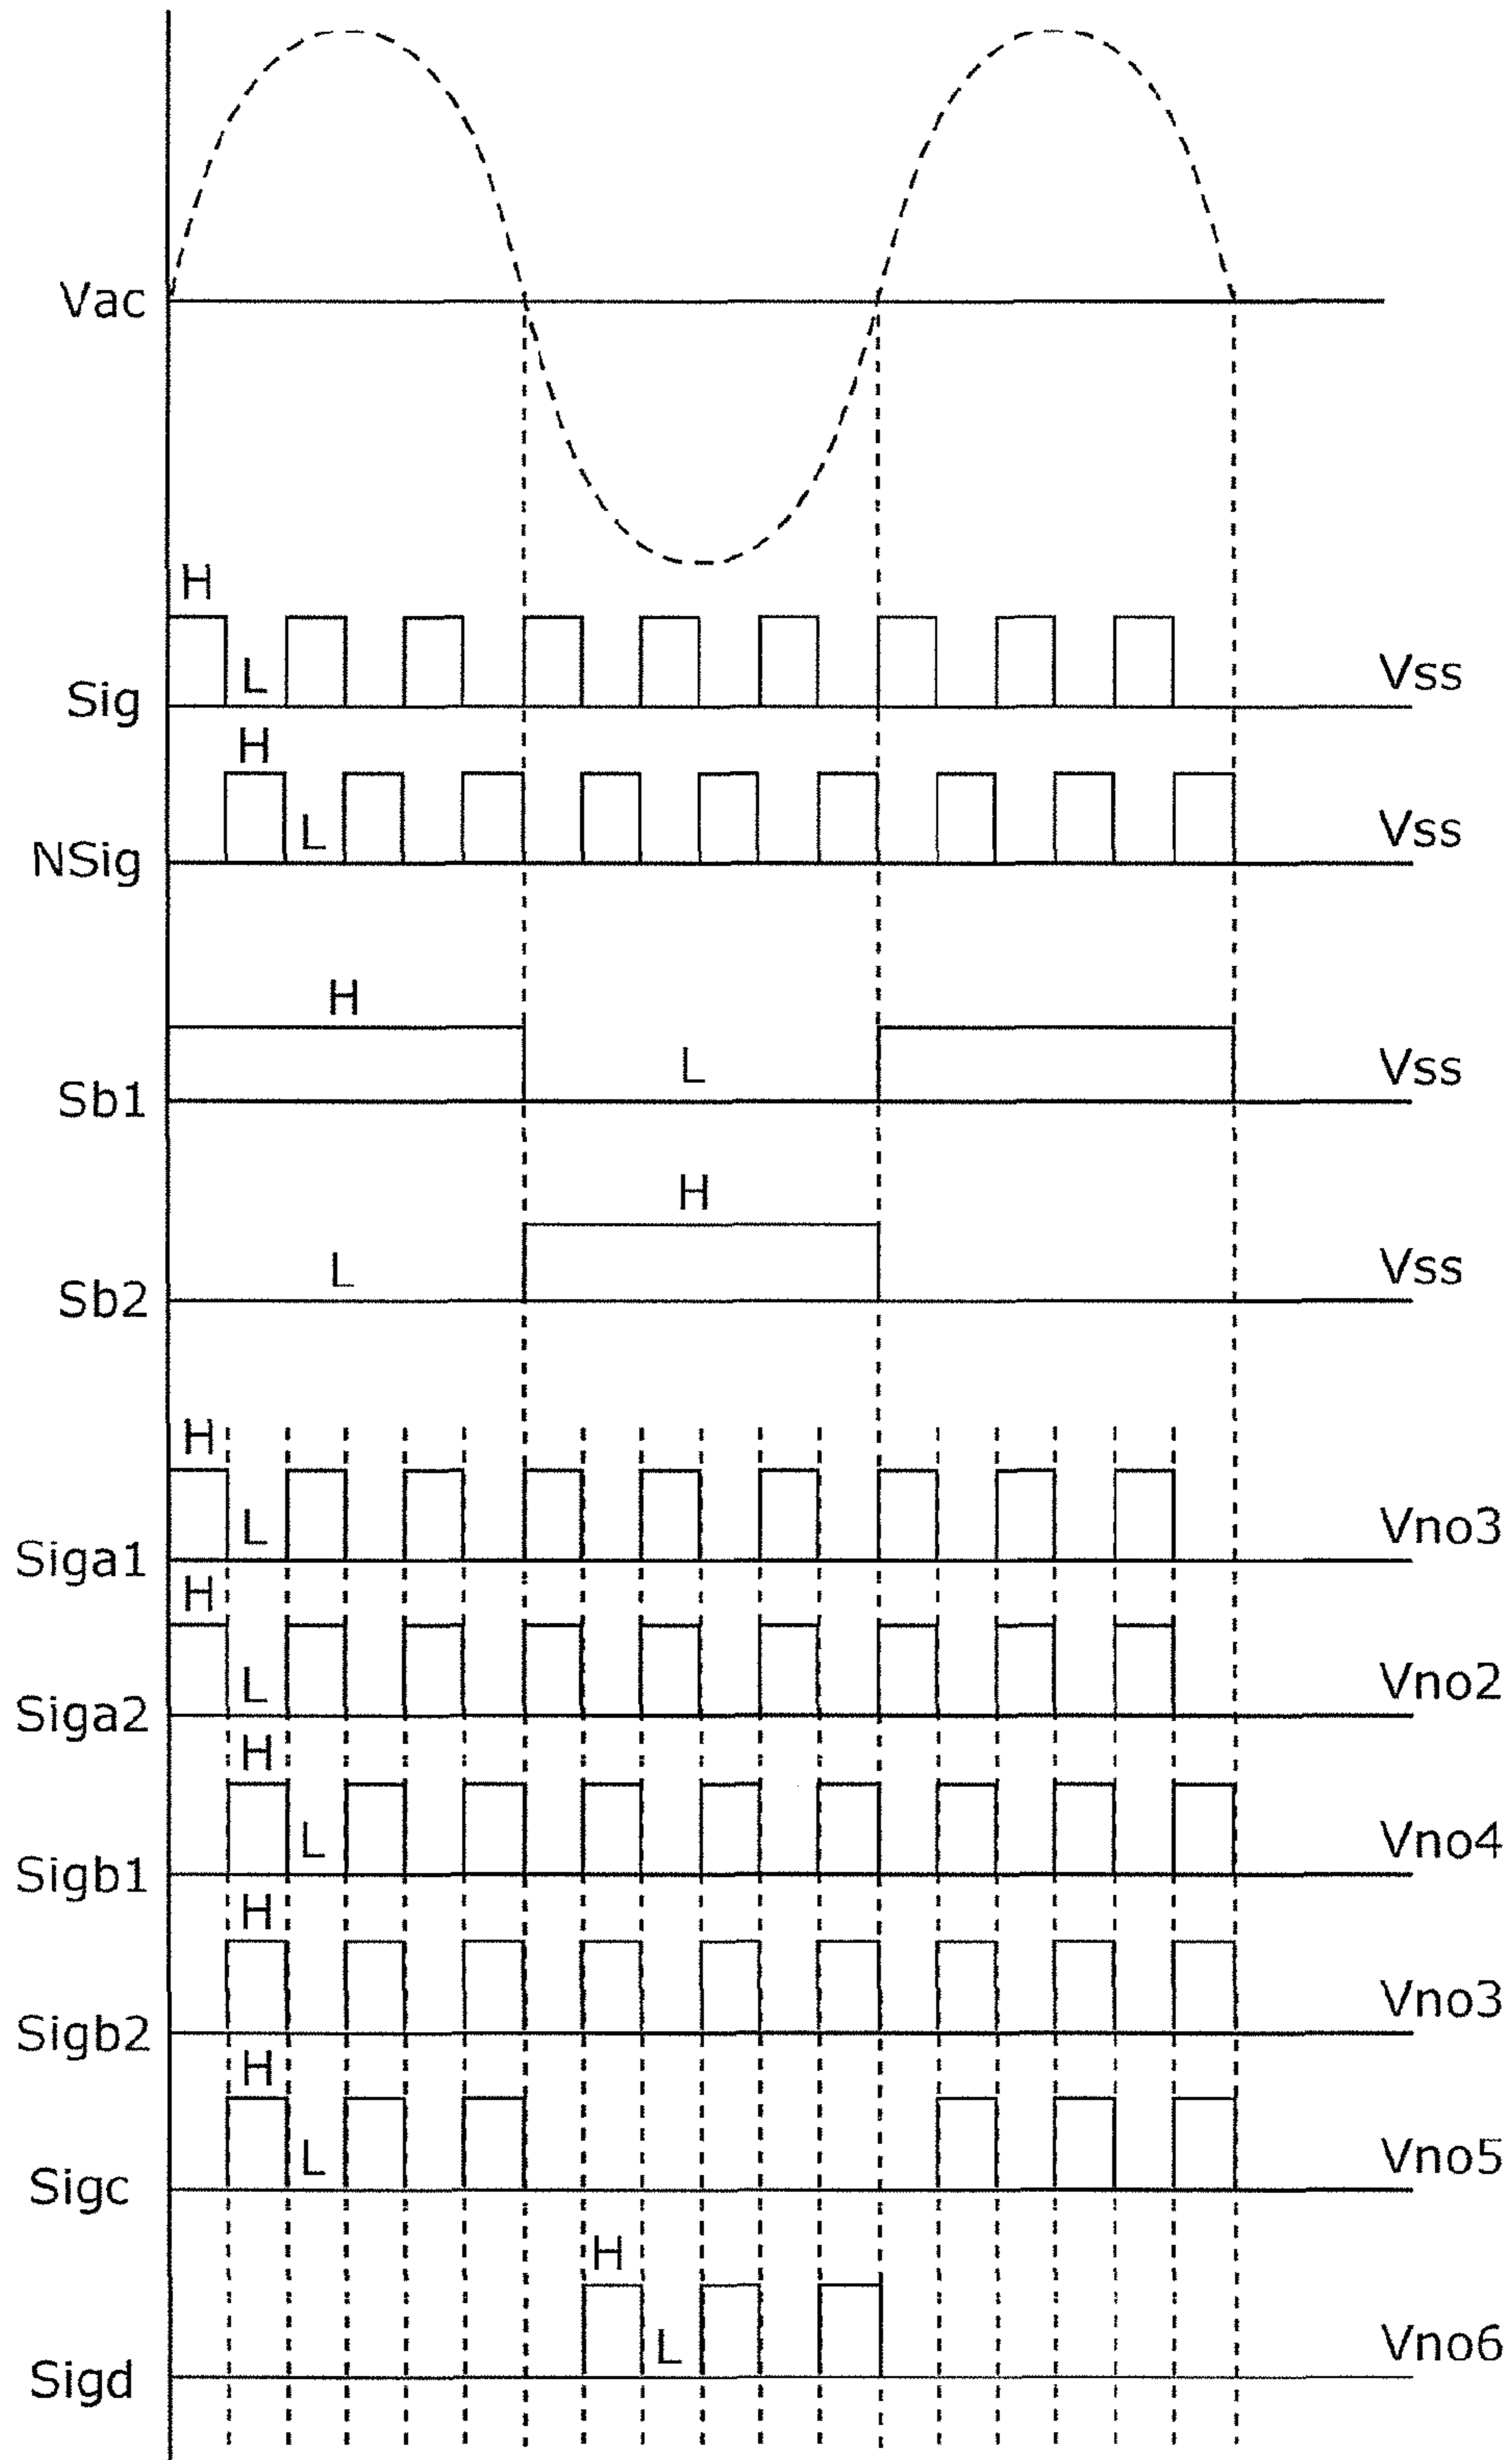 Vac
H
L
Sig
Vss
H
L
NSig
Vss
H
L
Sb1
Vss
H
L
Sb2
Vss
H
L
Siga1
Vno3
H
L
Siga2
Vno2
H
L
Sigb1
Vno4
H
Sigb2
Vno3
H
L
Sigc
Vno5
H
L
Sigd
Vno6